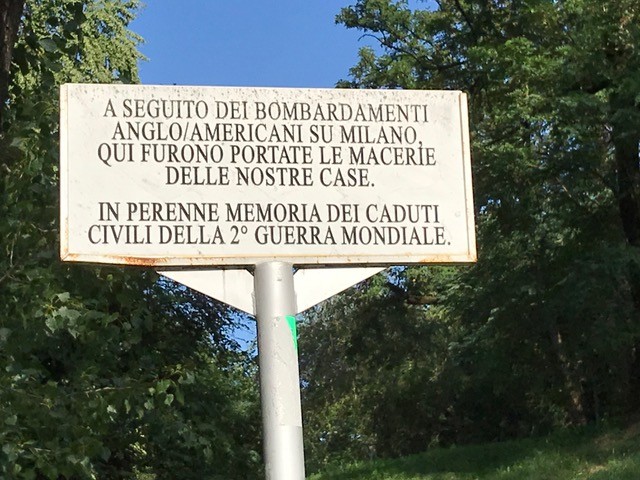 A SEGUITO DEI BOMBARDAMENTI
ANGLO/AMERICANI SU MILANO,
QUI FURONO PORTATE LE MACERIE
DELLE NOSTRE CASE.
IN PERENNE MEMORIA DEI CADUTI
CIVILI DELLA 2° GUERRA MONDIALE.